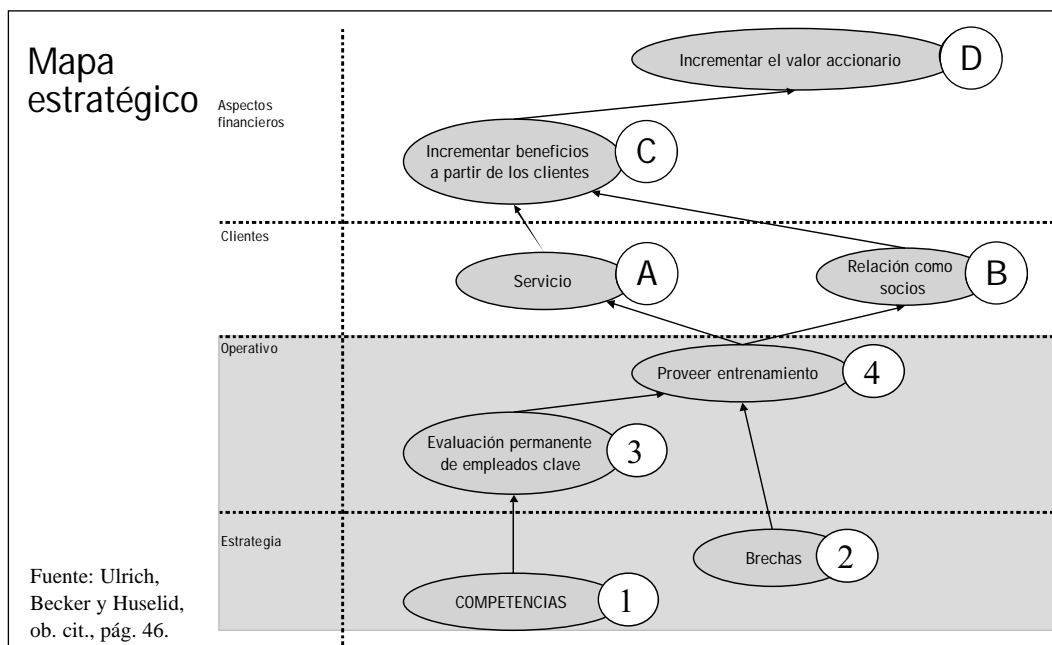 Mapa
estratégico
Aspectos
financieros
Incrementar el valor accionario
D
Incrementar beneficios
a partir de los clientes
C
Clientes
Servicio
A
Relación como
socios
B
Operativo
Proveer entrenamiento
4
Evaluación permanente
de empleados clave
3
Estrategia
Brechas
2
COMPETENCIAS
1
Fuente: Ulrich,
Becker y Huselid,
ob. cit., pág. 46.